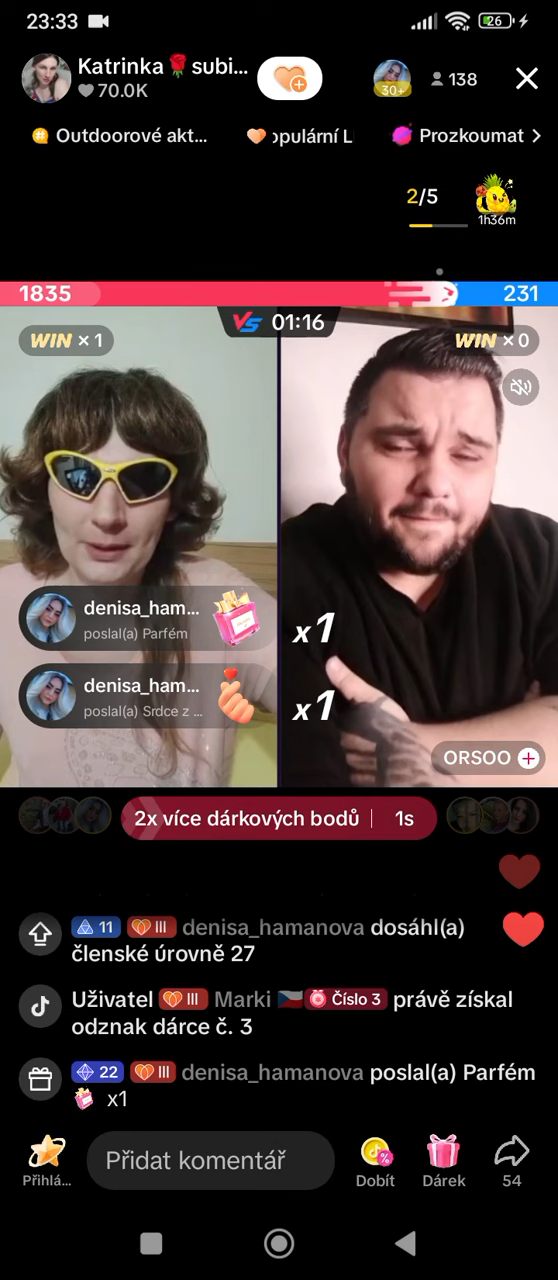 23:33
26
Katrinka🌹subi...
70.0K
30+
138
Outdoorové akt...
opulární L
Prozkoumat
2/5
1h36m
1835
231
VS 01:16
WIN × 1
WIN × 0
denisa_ham...
poslal(a) Parfém
x1
denisa_ham...
poslal(a) Srdce z ...
x1
ORSOO
2x více dárkových bodů | 1s
11 III denisa_hamanova dosáhl(a)
členské úrovně 27
Uživatel III Marki 🇨🇿 Číslo 3 právě získal
odznak dárce č. 3
22 III denisa_hamanova poslal(a) Parfém
x1
Přidat komentář
Přihlá...
Dobít
Dárek
54